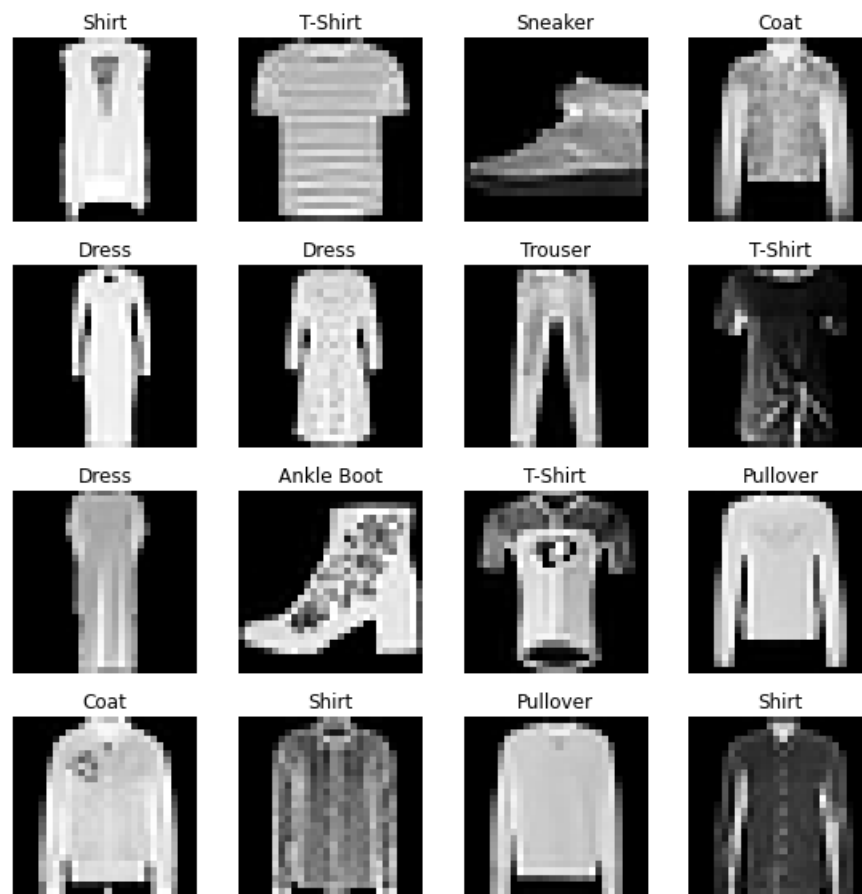 Shirt T-Shirt Sneaker Coat
Dress Dress Trouser T-Shirt
Dress Ankle Boot T-Shirt Pullover
Coat Shirt Pullover Shirt